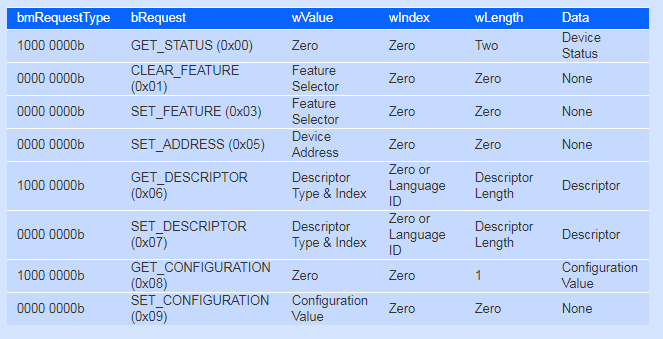 bmRequestType bRequest wValue wIndex wLength Data
1000 0000b GET_STATUS (0x00) Zero Zero Two Device Status
0000 0000b CLEAR_FEATURE (0x01) Feature Selector Zero Zero None
0000 0000b SET_FEATURE (0x03) Feature Selector Zero Zero None
0000 0000b SET_ADDRESS (0x05) Device Address Zero Zero None
1000 0000b GET_DESCRIPTOR (0x06) Descriptor Type & Index Zero or Language ID Descriptor Length Descriptor
0000 0000b SET_DESCRIPTOR (0x07) Descriptor Type & Index Zero or Language ID Descriptor Length Descriptor
1000 0000b GET_CONFIGURATION (0x08) Zero Zero 1 Configuration Value
0000 0000b SET_CONFIGURATION (0x09) Configuration Value Zero Zero None